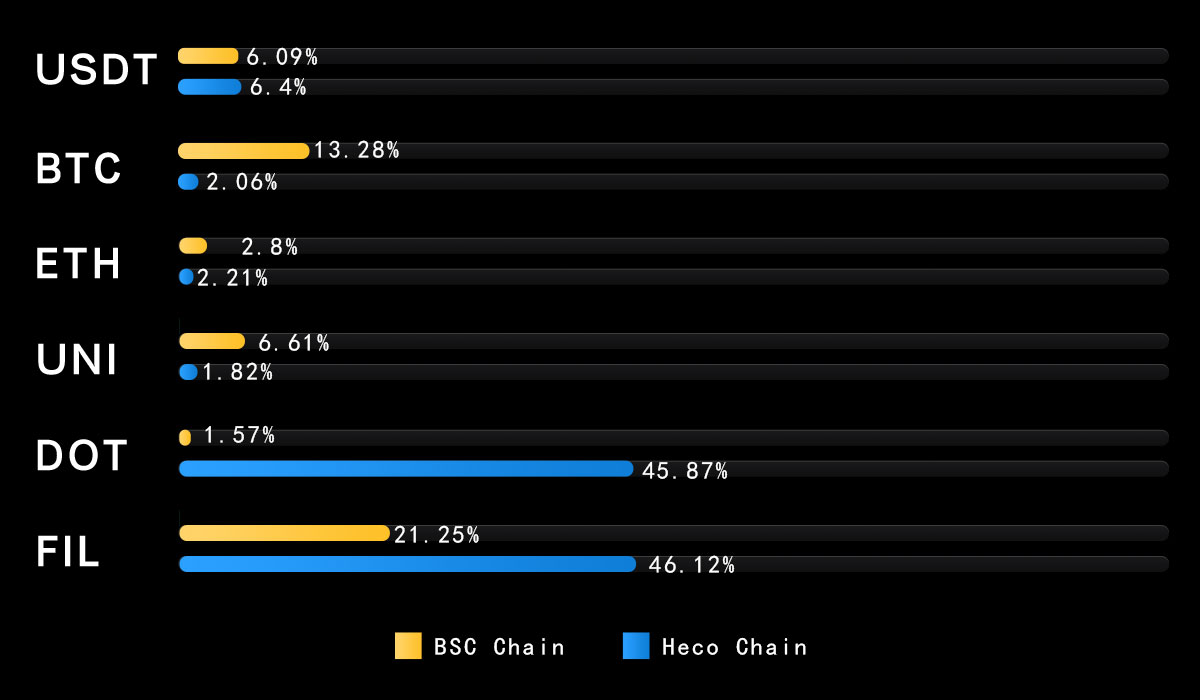 USDT
6.09%
6.4%
BTC
13.28%
2.06%
ETH
2.8%
2.21%
UNI
6.61%
1.82%
DOT
1.57%
45.87%
FIL
21.25%
46.12%
BSC Chain
Heco Chain